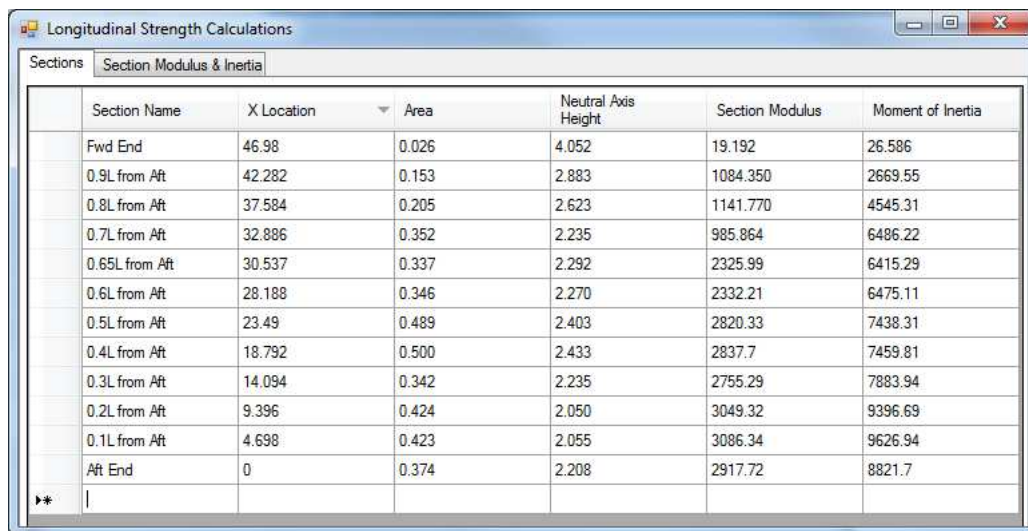 Longitudinal Strength Calculations
Sections Section Modulus & Inertia
Section Name X Location Area Neutral Axis Height Section Modulus Moment of Inertia
Fwd End 46.98 0.026 4.052 19.192 26.586
0.9L from Aft 42.282 0.153 2.883 1084.350 2669.55
0.8L from Aft 37.584 0.205 2.623 1141.770 4545.31
0.7L from Aft 32.886 0.352 2.235 985.864 6486.22
0.65L from Aft 30.537 0.337 2.292 2325.99 6415.29
0.6L from Aft 28.188 0.346 2.270 2332.21 6475.11
0.5L from Aft 23.49 0.489 2.403 2820.33 7438.31
0.4L from Aft 18.792 0.500 2.433 2837.7 7459.81
0.3L from Aft 14.094 0.342 2.235 2755.29 7883.94
0.2L from Aft 9.396 0.424 2.050 3049.32 9396.69
0.1L from Aft 4.698 0.423 2.055 3086.34 9626.94
Aft End 0 0.374 2.208 2917.72 8821.7